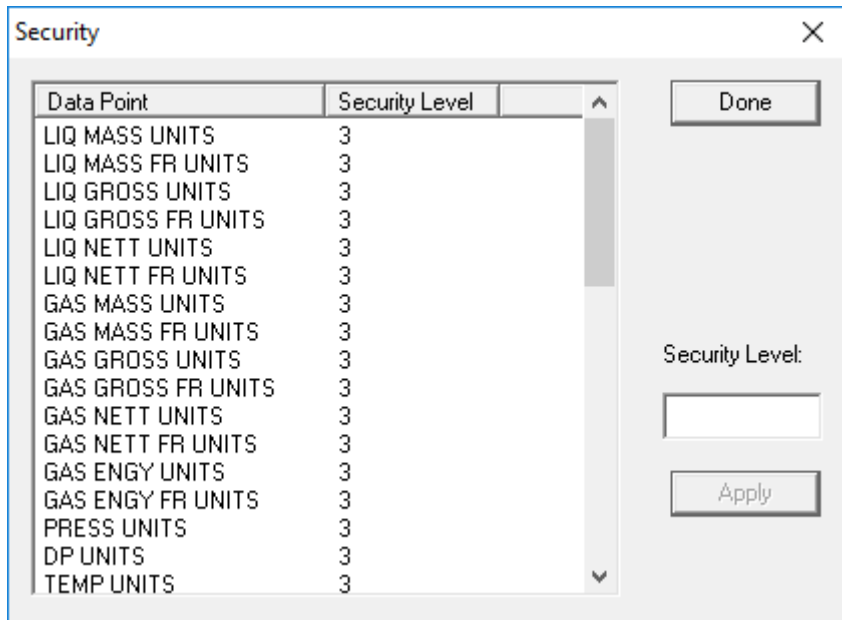 Security
Data Point Security Level
Done
LIQ MASS UNITS 3
LIQ MASS FR UNITS 3
LIQ GROSS UNITS 3
LIQ GROSS FR UNITS 3
LIQ NETT UNITS 3
LIQ NETT FR UNITS 3
GAS MASS UNITS 3
GAS MASS FR UNITS 3
GAS GROSS UNITS 3
GAS GROSS FR UNITS 3
GAS NETT UNITS 3
GAS NETT FR UNITS 3
GAS ENGY UNITS 3
GAS ENGY FR UNITS 3
PRESS UNITS 3
DP UNITS 3
TEMP UNITS 3
Security Level:
Apply